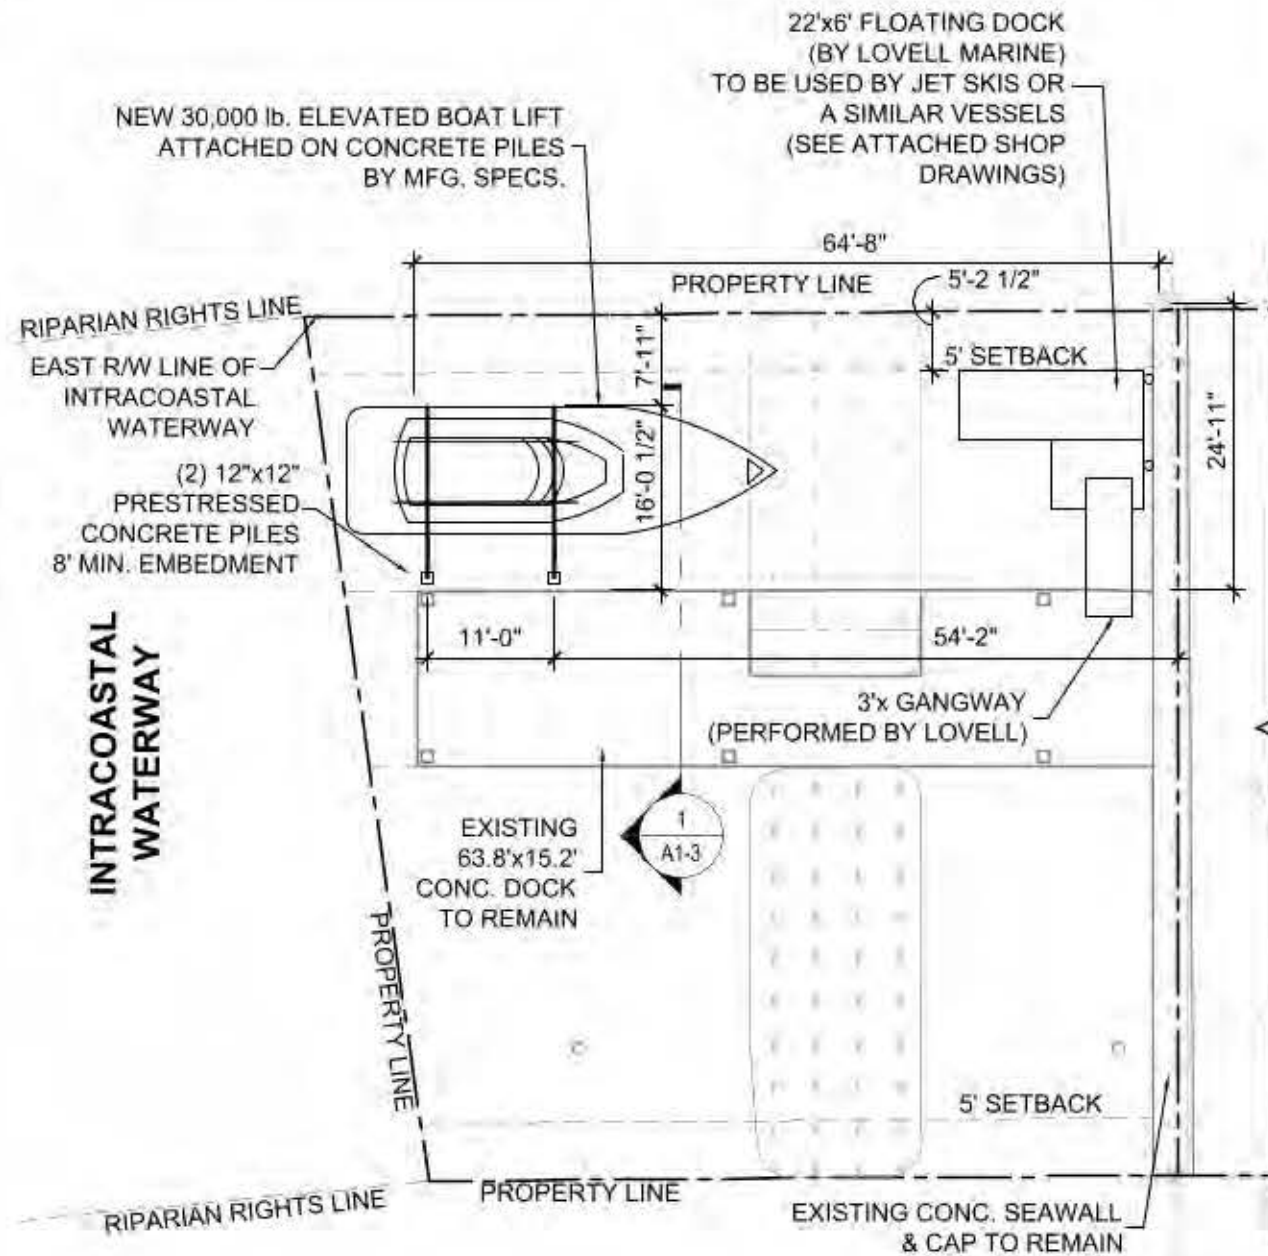 22'x6' FLOATING DOCK
(BY LOVELL MARINE)
TO BE USED BY JET SKIS OR
A SIMILAR VESSELS
(SEE ATTACHED SHOP
DRAWINGS)
NEW 30,000 lb. ELEVATED BOAT LIFT
ATTACHED ON CONCRETE PILES
BY MFG. SPECS.
64'-8"
PROPERTY LINE
5'-2 1/2"
RIPARIAN RIGHTS LINE
EAST R/W LINE OF
INTRACOASTAL
WATERWAY
7'-11"
5' SETBACK
24'-11"
(2) 12"x12"
PRESTRESSED
CONCRETE PILES
8' MIN. EMBEDMENT
16'-0 1/2"
INTRACOASTAL
WATERWAY
11'-0"
54'-2"
3'x GANGWAY
(PERFORMED BY LOVELL)
EXISTING
63.8'x15.2'
CONC. DOCK
TO REMAIN
1
A1-3
PROPERTY LINE
5' SETBACK
RIPARIAN RIGHTS LINE
PROPERTY LINE
EXISTING CONC. SEAWALL
& CAP TO REMAIN